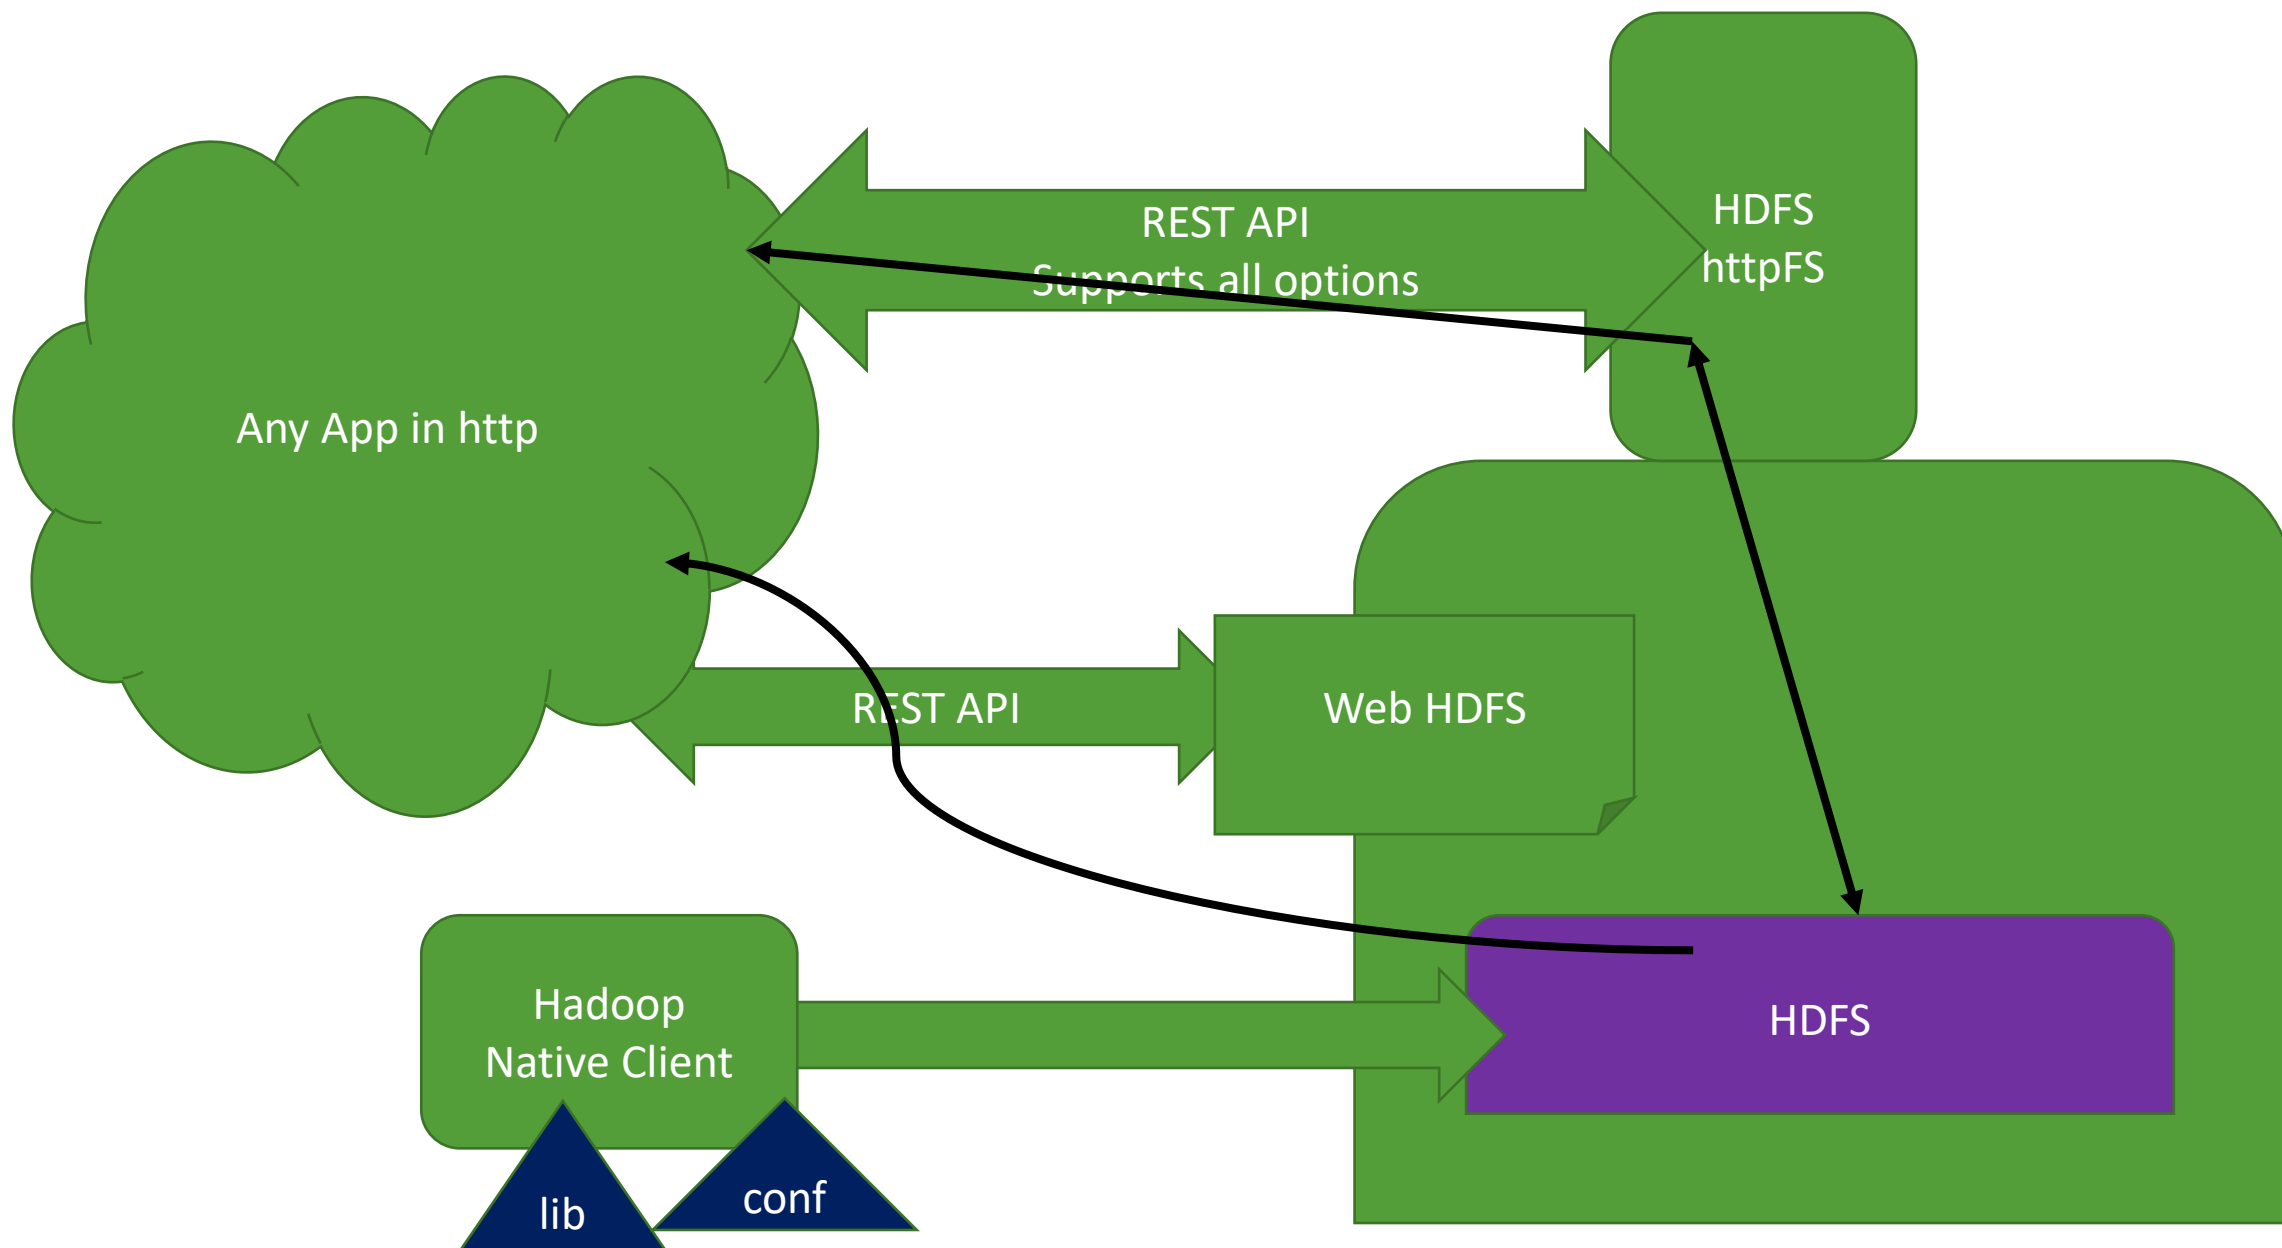 REST API
Supports all options
HDFS
httpFS
Any App in http
REST API
Web HDFS
Hadoop
Native Client
HDFS
lib
conf